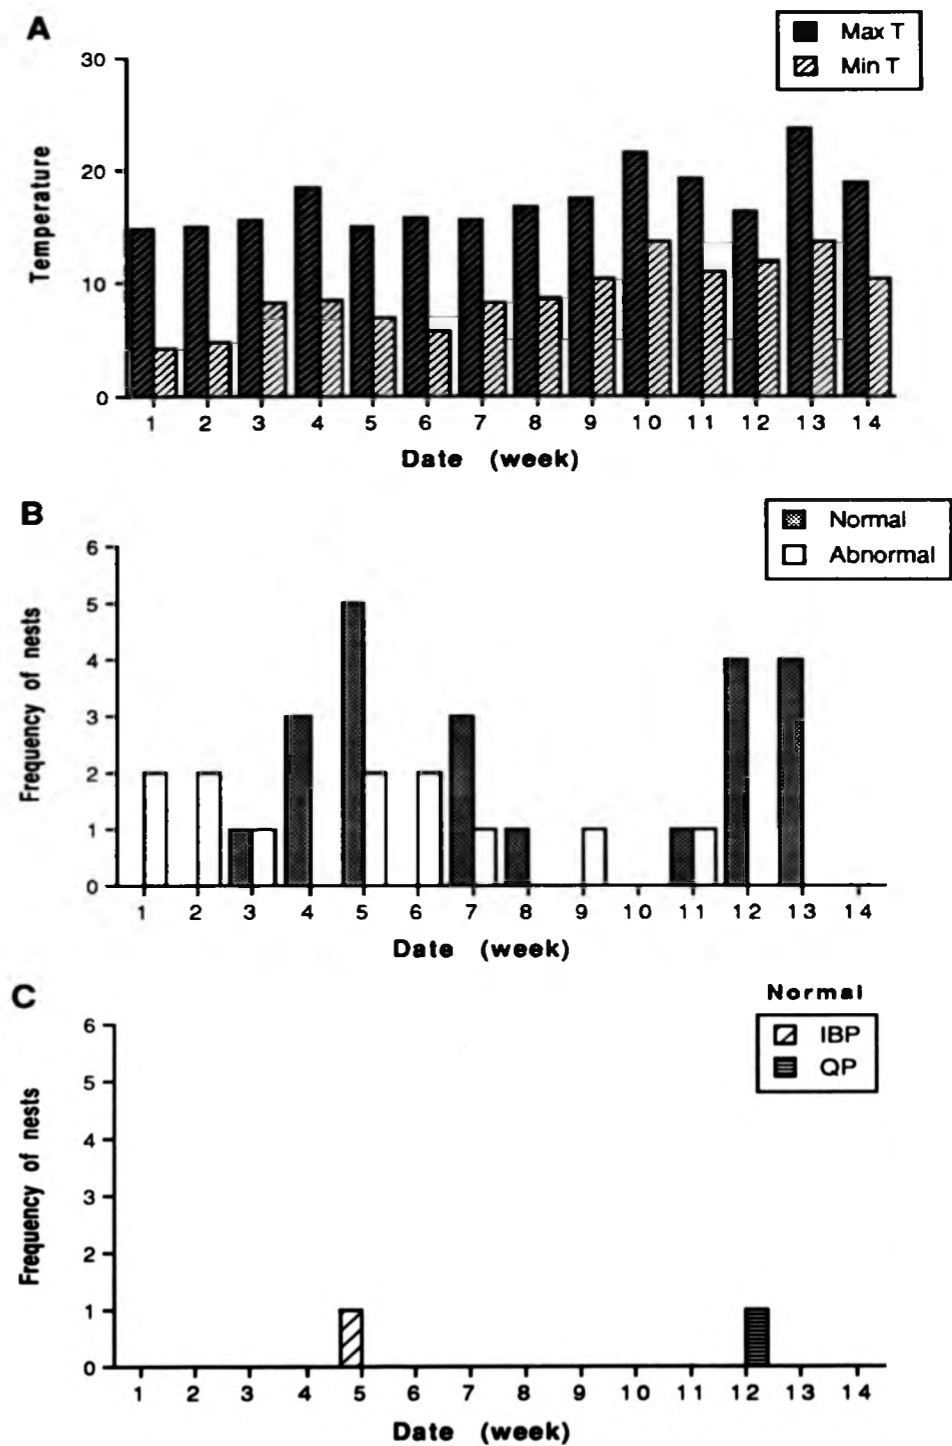 A
Max T
Min T
30
20
10
0
Temperature
1 2 3 4 5 6 7 8 9 10 11 12 13 14
Date (week)
B
Normal
Abnormal
6
5
4
3
2
1
0
Frequency of nests
1 2 3 4 5 6 7 8 9 10 11 12 13 14
Date (week)
C
Normal
IBP
QP
6
5
4
3
2
1
0
Frequency of nests
1 2 3 4 5 6 7 8 9 10 11 12 13 14
Date (week)